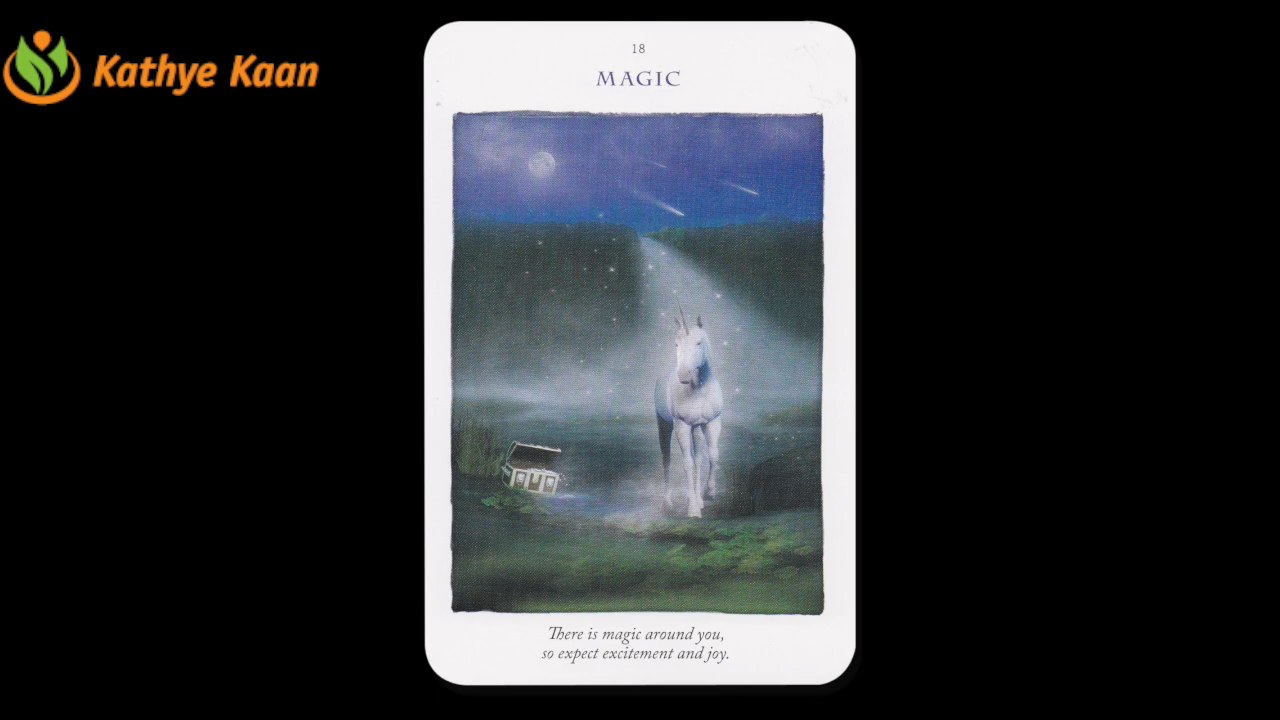 Kathye Kaan
18
MAGIC
There is magic around you,
so expect excitement and joy.